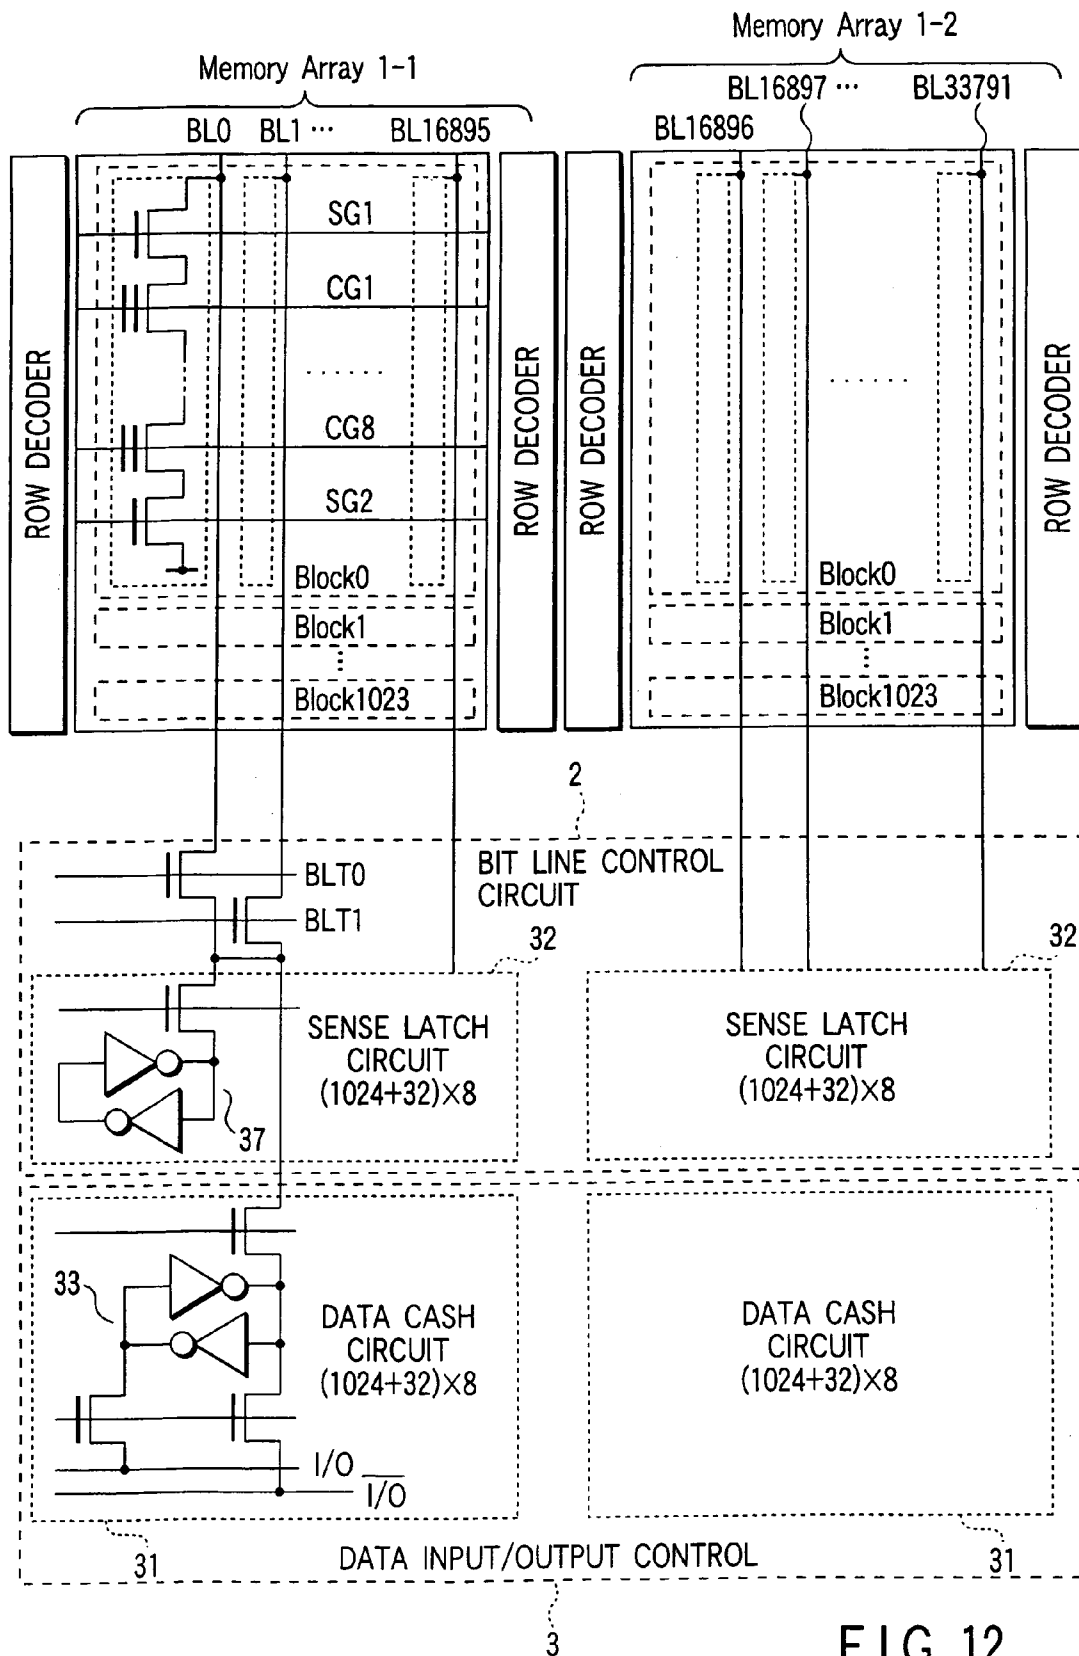 Memory Array 1-1
Memory Array 1-2
BL0 BL1 ··· BL16895
BL16896 BL16897 ··· BL33791
ROW DECODER
SG1
CG1
CG8
SG2
Block0
Block1
Block1023
ROW DECODER
ROW DECODER
Block0
Block1
Block1023
ROW DECODER
2
BIT LINE CONTROL
CIRCUIT
BLT0
BLT1
32
SENSE LATCH
CIRCUIT
(1024+32)×8
37
32
SENSE LATCH
CIRCUIT
(1024+32)×8
33
DATA CASH
CIRCUIT
(1024+32)×8
I/O
I/O
DATA CASH
CIRCUIT
(1024+32)×8
31
DATA INPUT/OUTPUT CONTROL
31
3
FIG. 12